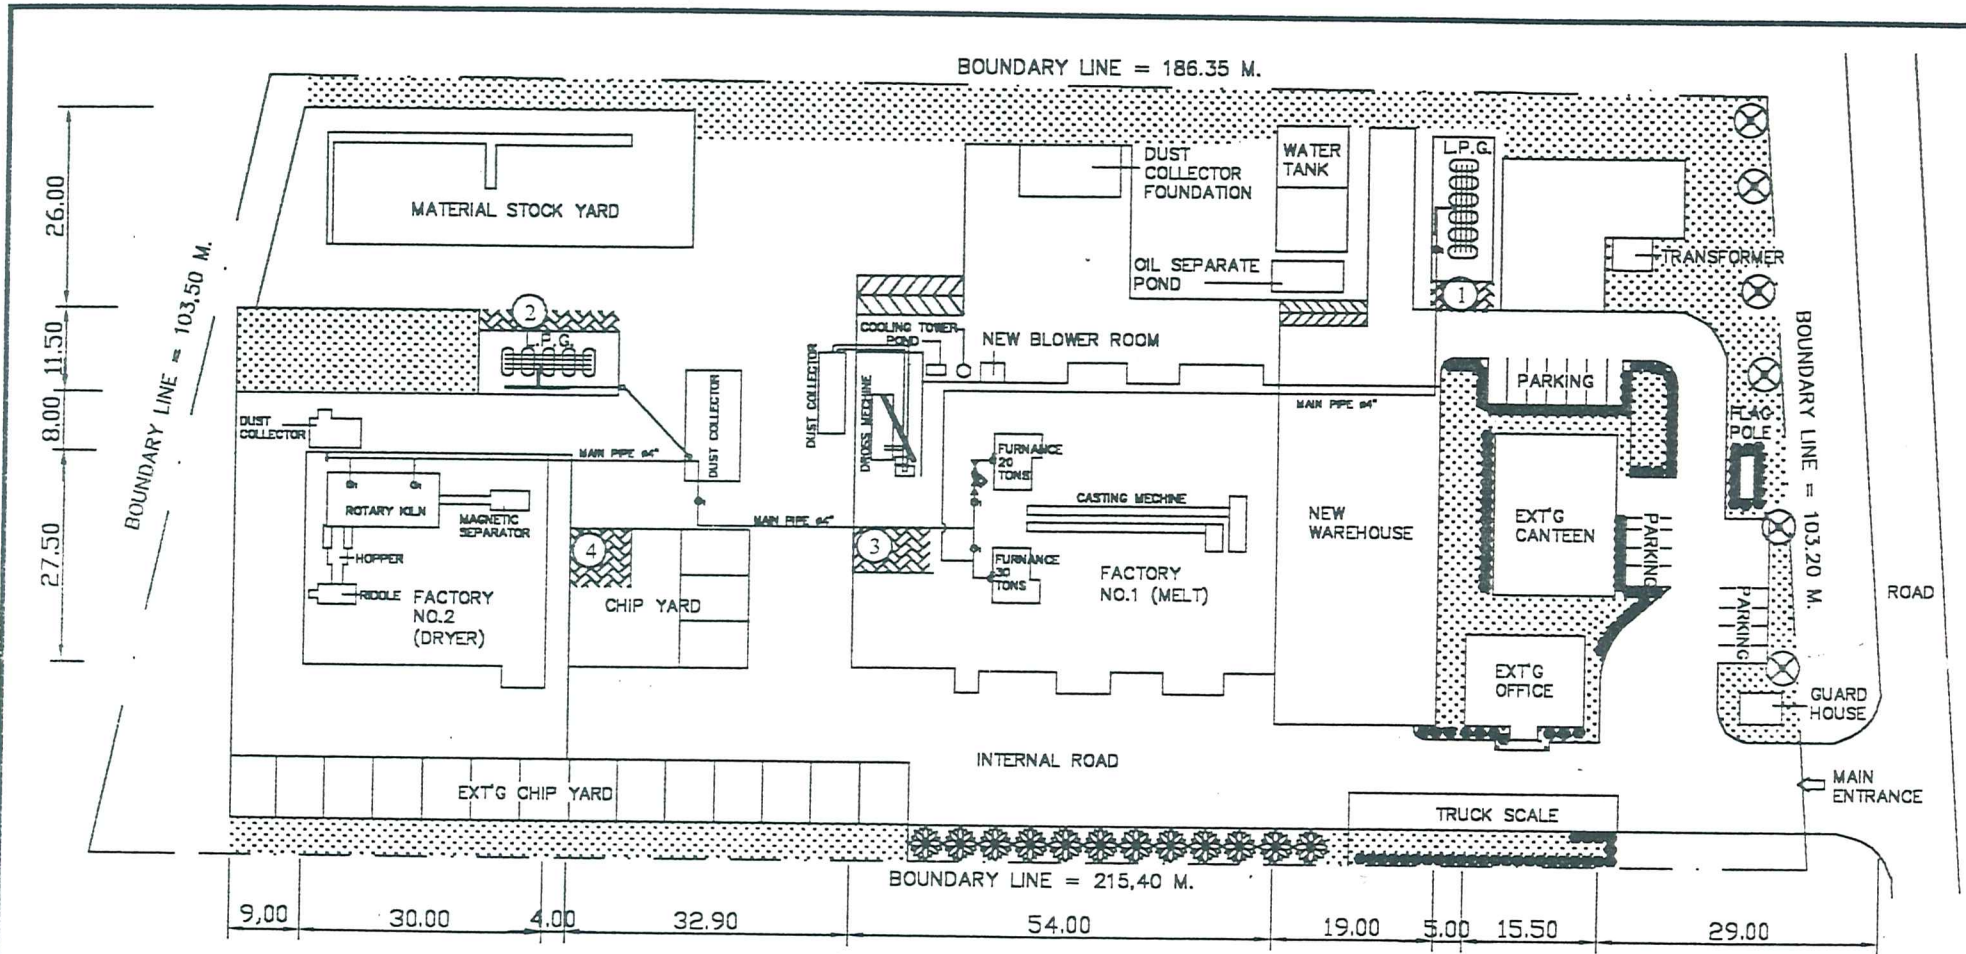 BOUNDARY LINE = 186.35 M.
26.00
11.50
8.00
27.50
BOUNDARY LINE = 103.50 M.
MATERIAL STOCK YARD
DUST
COLLECTOR
FOUNDATION
WATER
TANK
L.P.G.
OIL SEPARATE
POND
1
TRANSFORMER
2
L.P.G.
COOLING TOWER
POND
NEW BLOWER ROOM
BOUNDARY LINE = 103.20 M.
PARKING
MAIN PIPE ø4"
FLAG
POLE
DUST
COLLECTOR
DUST COLLECTOR
DUST COLLECTOR
DROSS MECHINE
MAIN PIPE ø4"
FURNANCE
20
TONS
CASTING MECHINE
ROTARY KILN
MAGNETIC
SEPARATOR
MAIN PIPE ø4"
NEW
WAREHOUSE
EXT'G
CANTEEN
PARKING
HOPPER
4
3
FURNANCE
30
TONS
FACTORY
NO.1 (MELT)
RIDDLE
FACTORY
NO.2
(DRYER)
CHIP YARD
PARKING
ROAD
EXT'G
OFFICE
GUARD
HOUSE
INTERNAL ROAD
EXT'G CHIP YARD
MAIN
ENTRANCE
TRUCK SCALE
BOUNDARY LINE = 215,40 M.
9,00
30.00
4.00
32.90
54.00
19.00
5.00
15.50
29.00